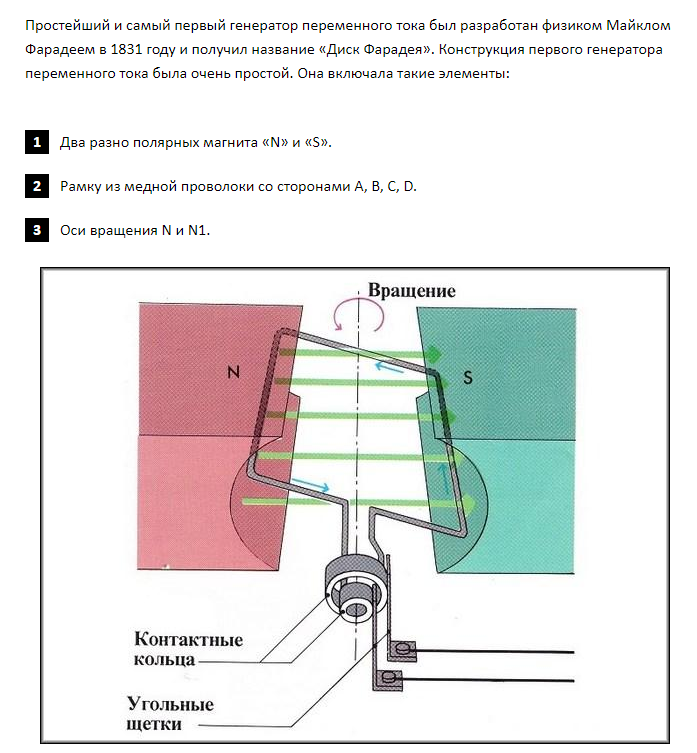 Простейший и самый первый генератор переменного тока был разработан физиком Майклом
Фарадеем в 1831 году и получил название «Диск Фарадея». Конструкция первого генератора
переменного тока была очень простой. Она включала такие элементы:
1 Два разно полярных магнита «N» и «S».
2 Рамку из медной проволоки со сторонами A, B, C, D.
3 Оси вращения N и N1.
Вращение
N
S
Контактные
кольца
Угольные
щетки